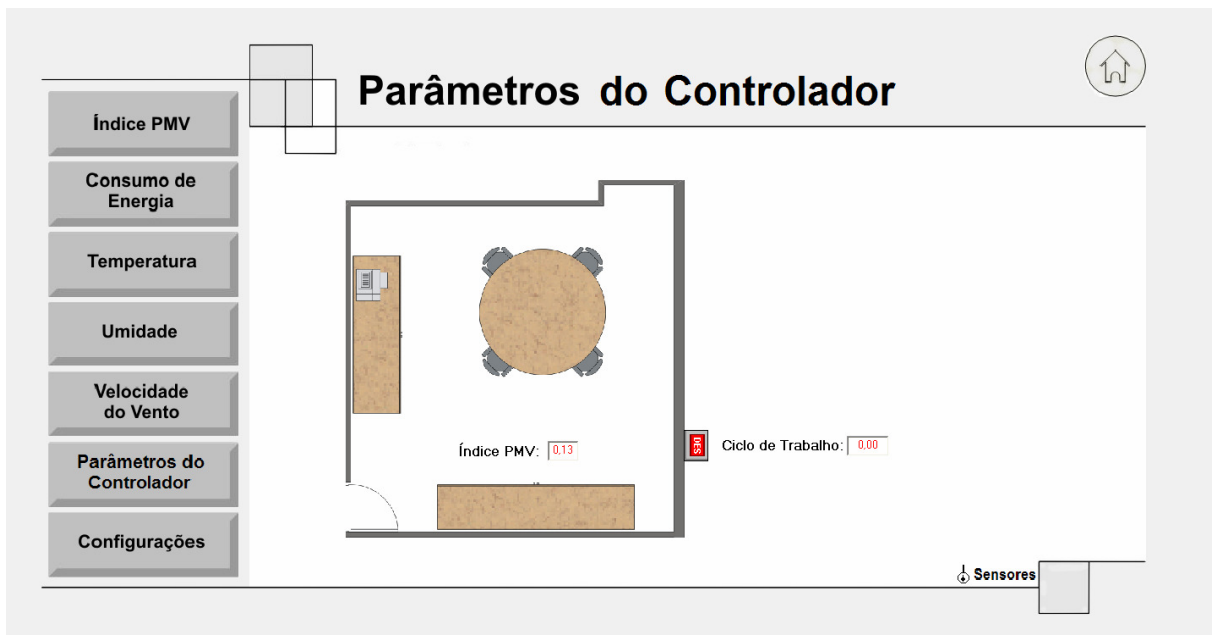 Parâmetros do Controlador
Índice PMV
Consumo de
Energia
Temperatura
Umidade
Velocidade
do Vento
Parâmetros do
Controlador
Configurações
Índice PMV: 0,13
DES
Ciclo de Trabalho: 0,00
Sensores